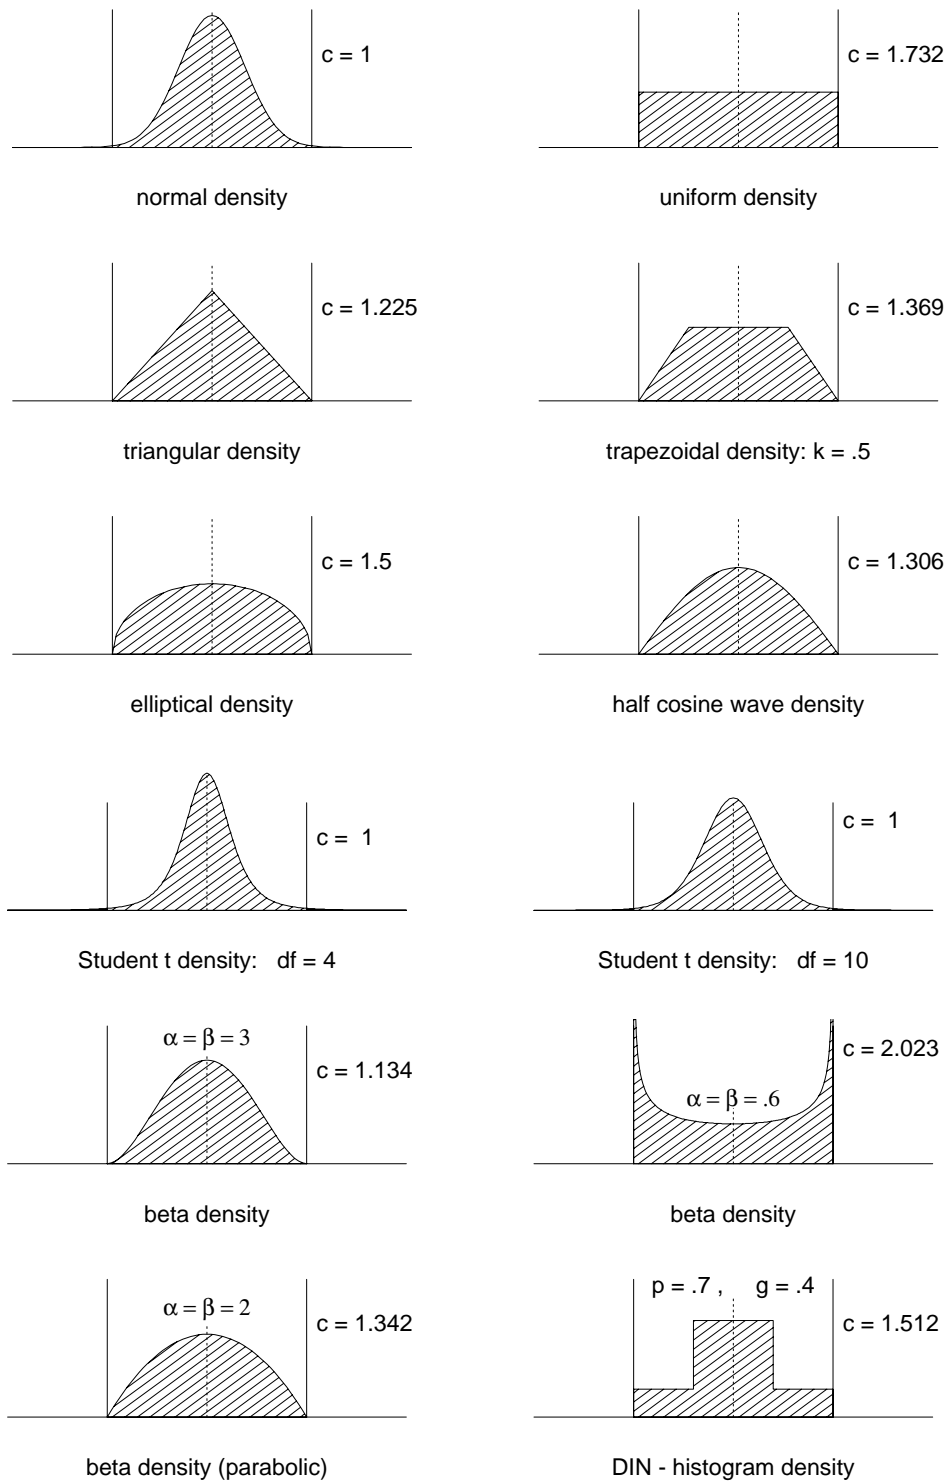 c = 1
c = 1.732
normal density
uniform density
c = 1.225
c = 1.369
triangular density
trapezoidal density: k = .5
c = 1.5
c = 1.306
elliptical density
half cosine wave density
c = 1
c = 1
Student t density: df = 4
Student t density: df = 10
α = β = 3
c = 1.134
α = β = .6
c = 2.023
beta density
beta density
α = β = 2
c = 1.342
p = .7 , g = .4
c = 1.512
beta density (parabolic)
DIN - histogram density